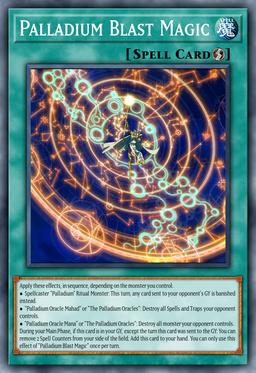 PALLADIUM BLAST MAGIC
[SPELL CARD]
Apply these effects, in sequence, depending on the monster you control.
● Spellcaster "Palladium" Ritual Monster: This turn, any card sent to your opponent's GY is banished
instead.
● "Palladium Oracle Mahad" or "The Palladium Oracles": Destroy all Spells and Traps your opponent
controls.
● "Palladium Oracle Mana" or "The Palladium Oracles": Destroy all monster your opponent controls.
During your Main Phase, if this card is in your GY, except the turn this card was sent to the GY: You can
remove 2 Spell Counters from your side of the field; Add this card to your hand. You can only use this
effect of "Palladium Blast Magic" once per turn.